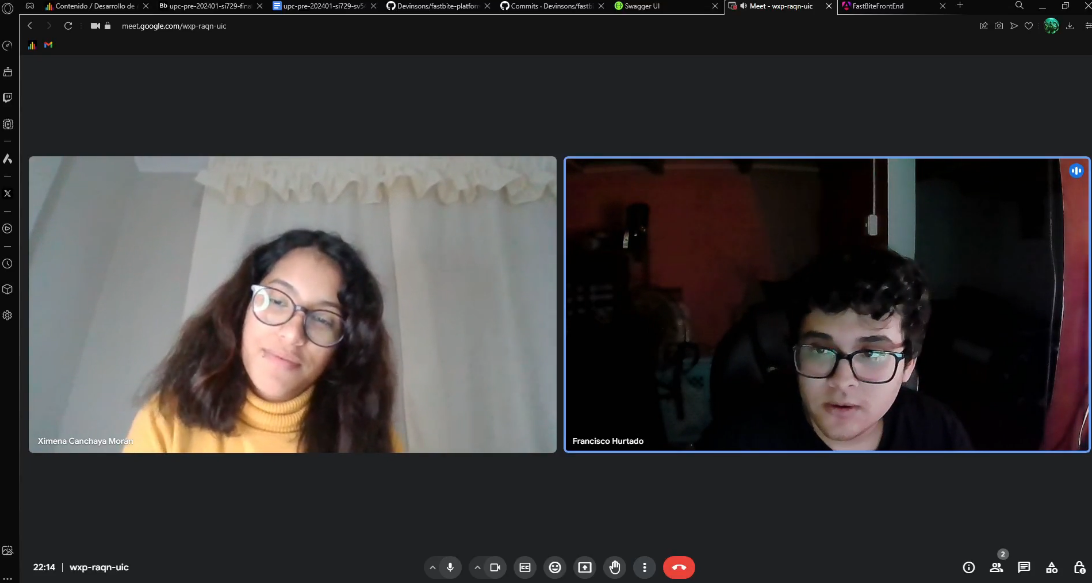 Contenido / Desarrollo de
Bb upc-pre-202401-si729-fina
upc-pre-202401-si729-sv5
Devinsons/fastbite-platfor
Commits · Devinsons/fastb
Swagger UI
Meet - wxp-raqn-uic
FastBiteFrontEnd
meet.google.com/wxp-raqn-uic
Ximena Canchaya Moran
Francisco Hurtado
22:14 | wxp-raqn-uic
2